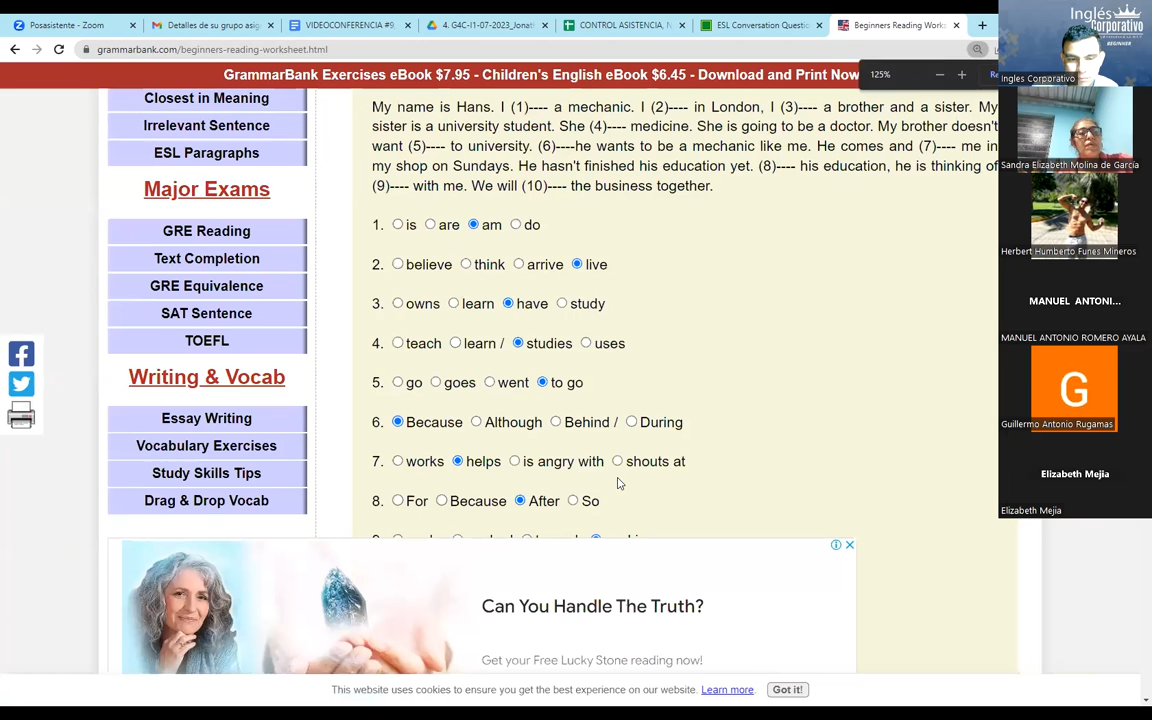 Posasistente - Zoom
Detalles de su grupo asig
VIDEOCONFERENCIA #9,
4. G4C-I1-07-2023_Jonat
CONTROL ASISTENCIA, N
ESL Conversation Questi
Beginners Reading Works
grammarbank.com/beginners-reading-worksheet.html
Inglés
Corporativo
BEGINNER
GrammarBank Exercises eBook $7.95 - Children's English eBook $6.45 - Download and Print Now
125%
Re
Ingles Corporativo
Closest in Meaning
Irrelevant Sentence
ESL Paragraphs
Major Exams
GRE Reading
Text Completion
GRE Equivalence
SAT Sentence
TOEFL
Writing & Vocab
Essay Writing
Vocabulary Exercises
Study Skills Tips
Drag & Drop Vocab
My name is Hans. I (1)---- a mechanic. I (2)---- in London, I (3)---- a brother and a sister. My
sister is a university student. She (4)---- medicine. She is going to be a doctor. My brother doesn't
want (5)---- to university. (6)----he wants to be a mechanic like me. He comes and (7)---- me in
my shop on Sundays. He hasn't finished his education yet. (8)---- his education, he is thinking of
(9)---- with me. We will (10)---- the business together.
1. is are am do
2. believe think arrive live
3. owns learn have study
4. teach learn / studies uses
5. go goes went to go
6. Because Although Behind / During
7. works helps is angry with shouts at
8. For Because After So
Can You Handle The Truth?
Get your Free Lucky Stone reading now!
This website uses cookies to ensure you get the best experience on our website. Learn more. Got it!
Sandra Elizabeth Molina de García
Herbert Humberto Funes Mineros
MANUEL ANTONI...
MANUEL ANTONIO ROMERO AYALA
G
Guillermo Antonio Rugamas
Elizabeth Mejia
Elizabeth Mejia